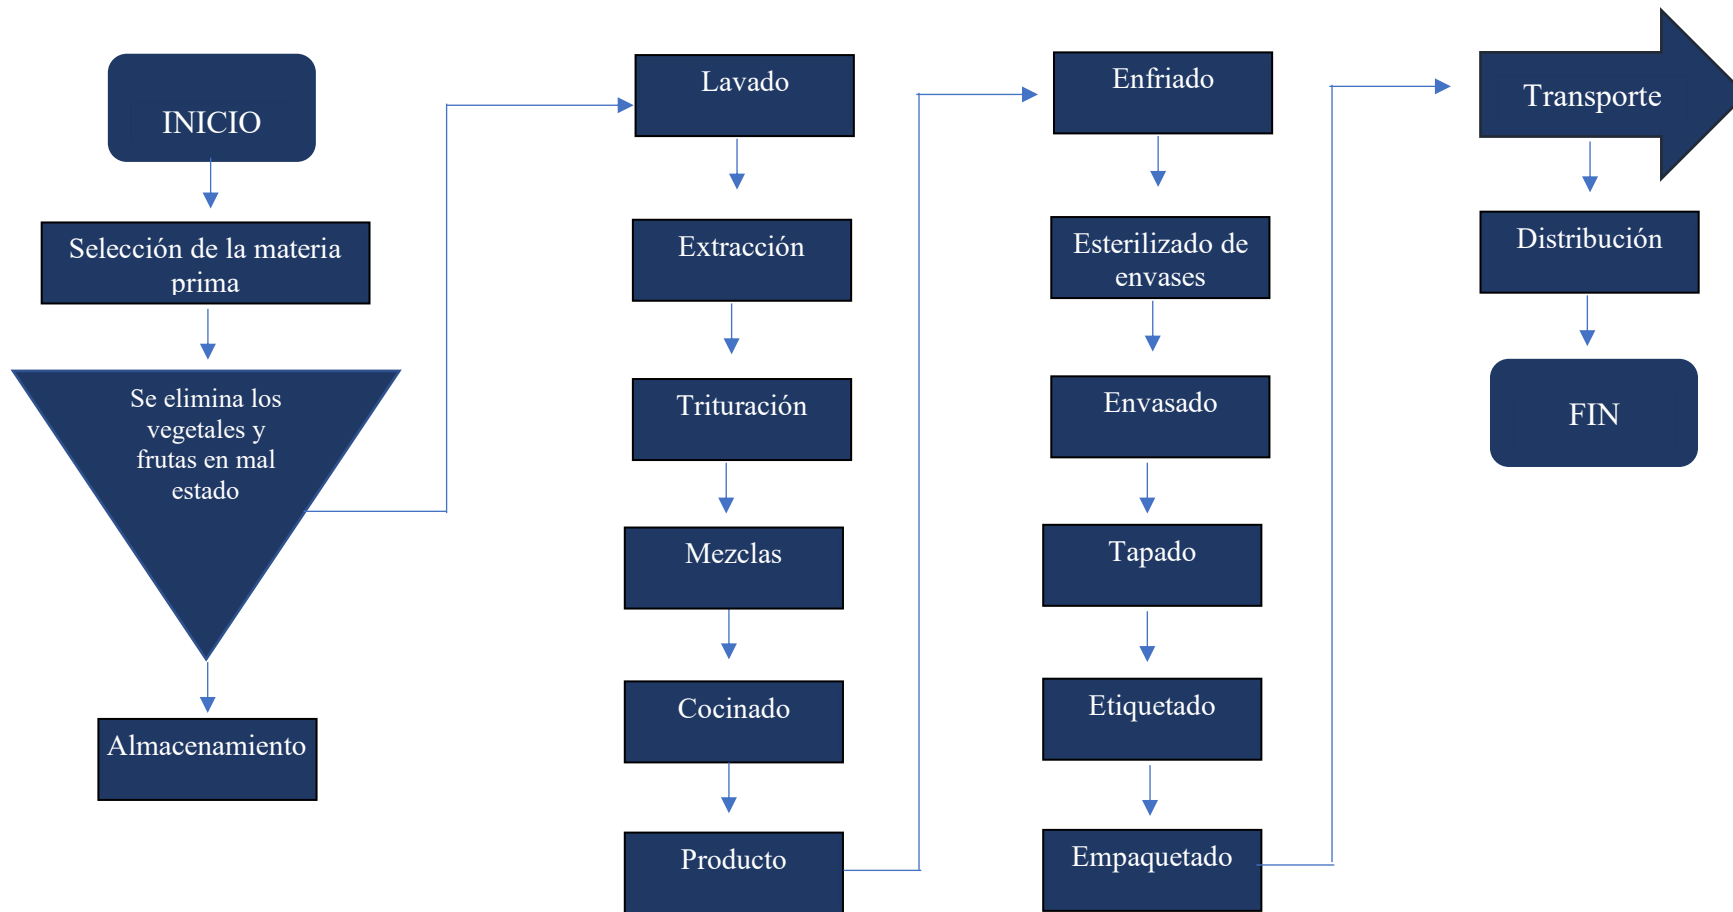 INICIO
Selección de la materia
prima
Se elimina los
vegetales y
frutas en mal
estado
Almacenamiento
Lavado
Extracción
Trituración
Mezclas
Cocinado
Producto
Enfriado
Esterilizado de
envases
Envasado
Tapado
Etiquetado
Empaquetado
Transporte
Distribución
FIN